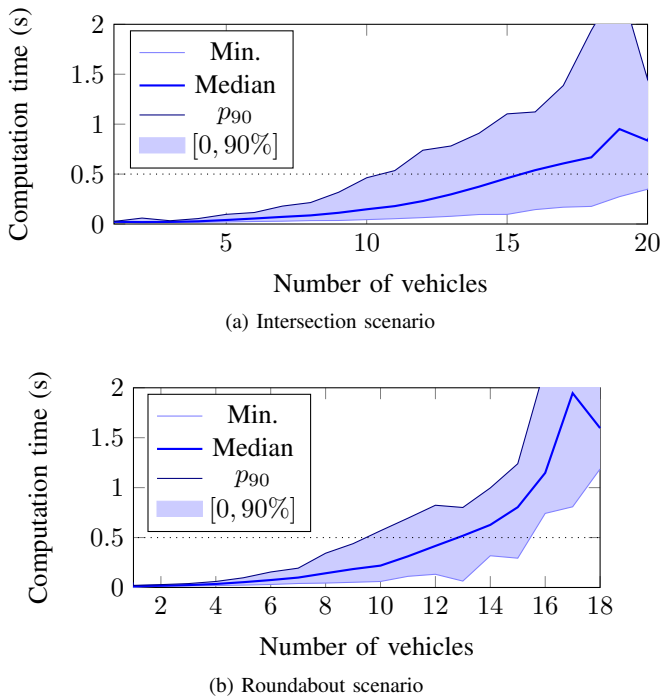 Computation time (s)
2
1.5
1
0.5
0
Min.
Median
p90
[0, 90%]
5
10
15
20
Number of vehicles
(a) Intersection scenario
Computation time (s)
2
1.5
1
0.5
0
Min.
Median
p90
[0, 90%]
2
4
6
8
10
12
14
16
18
Number of vehicles
(b) Roundabout scenario